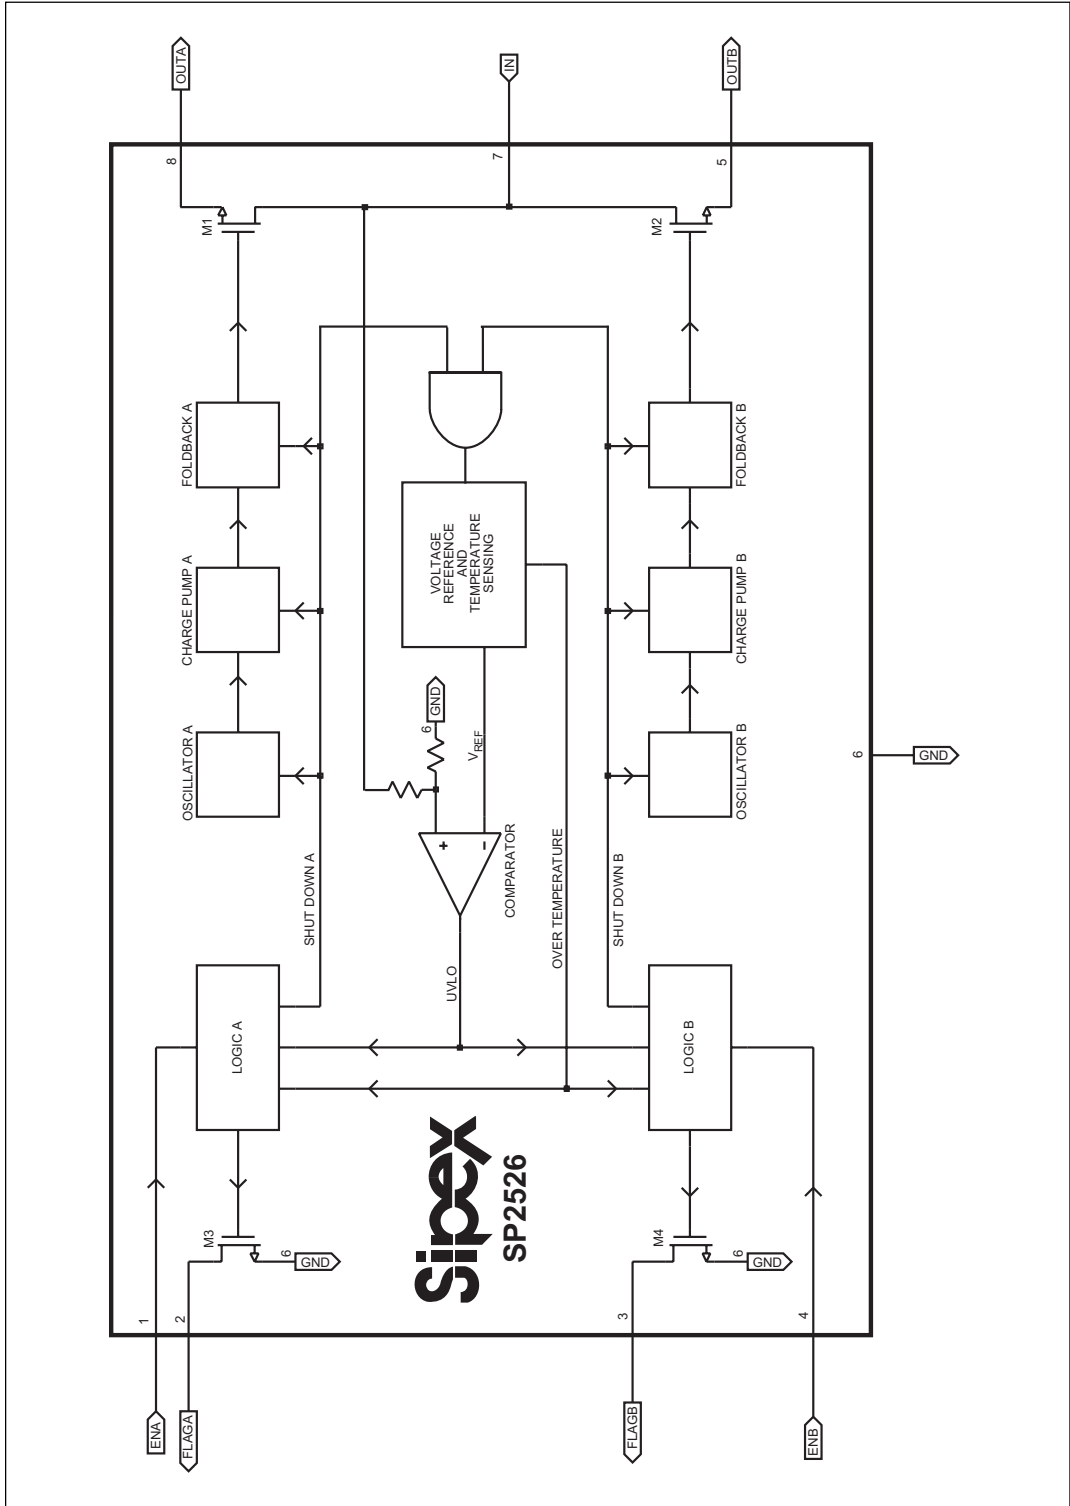 OUTA
IN
OUTB
8
7
5
M1
M2
FOLDBACK A
FOLDBACK B
VOLTAGE
REFERENCE
AND
TEMPERATURE
SENSING
CHARGE PUMP A
CHARGE PUMP B
GND
6
VREF
OSCILLATOR A
OSCILLATOR B
6
GND
+
−
COMPARATOR
SHUT DOWN A
OVER TEMPERATURE
SHUT DOWN B
UVLO
LOGIC A
LOGIC B
Sipex
SP2526
M3
6
GND
M4
6
GND
1
2
3
4
ENA
FLAGA
FLAGB
ENB